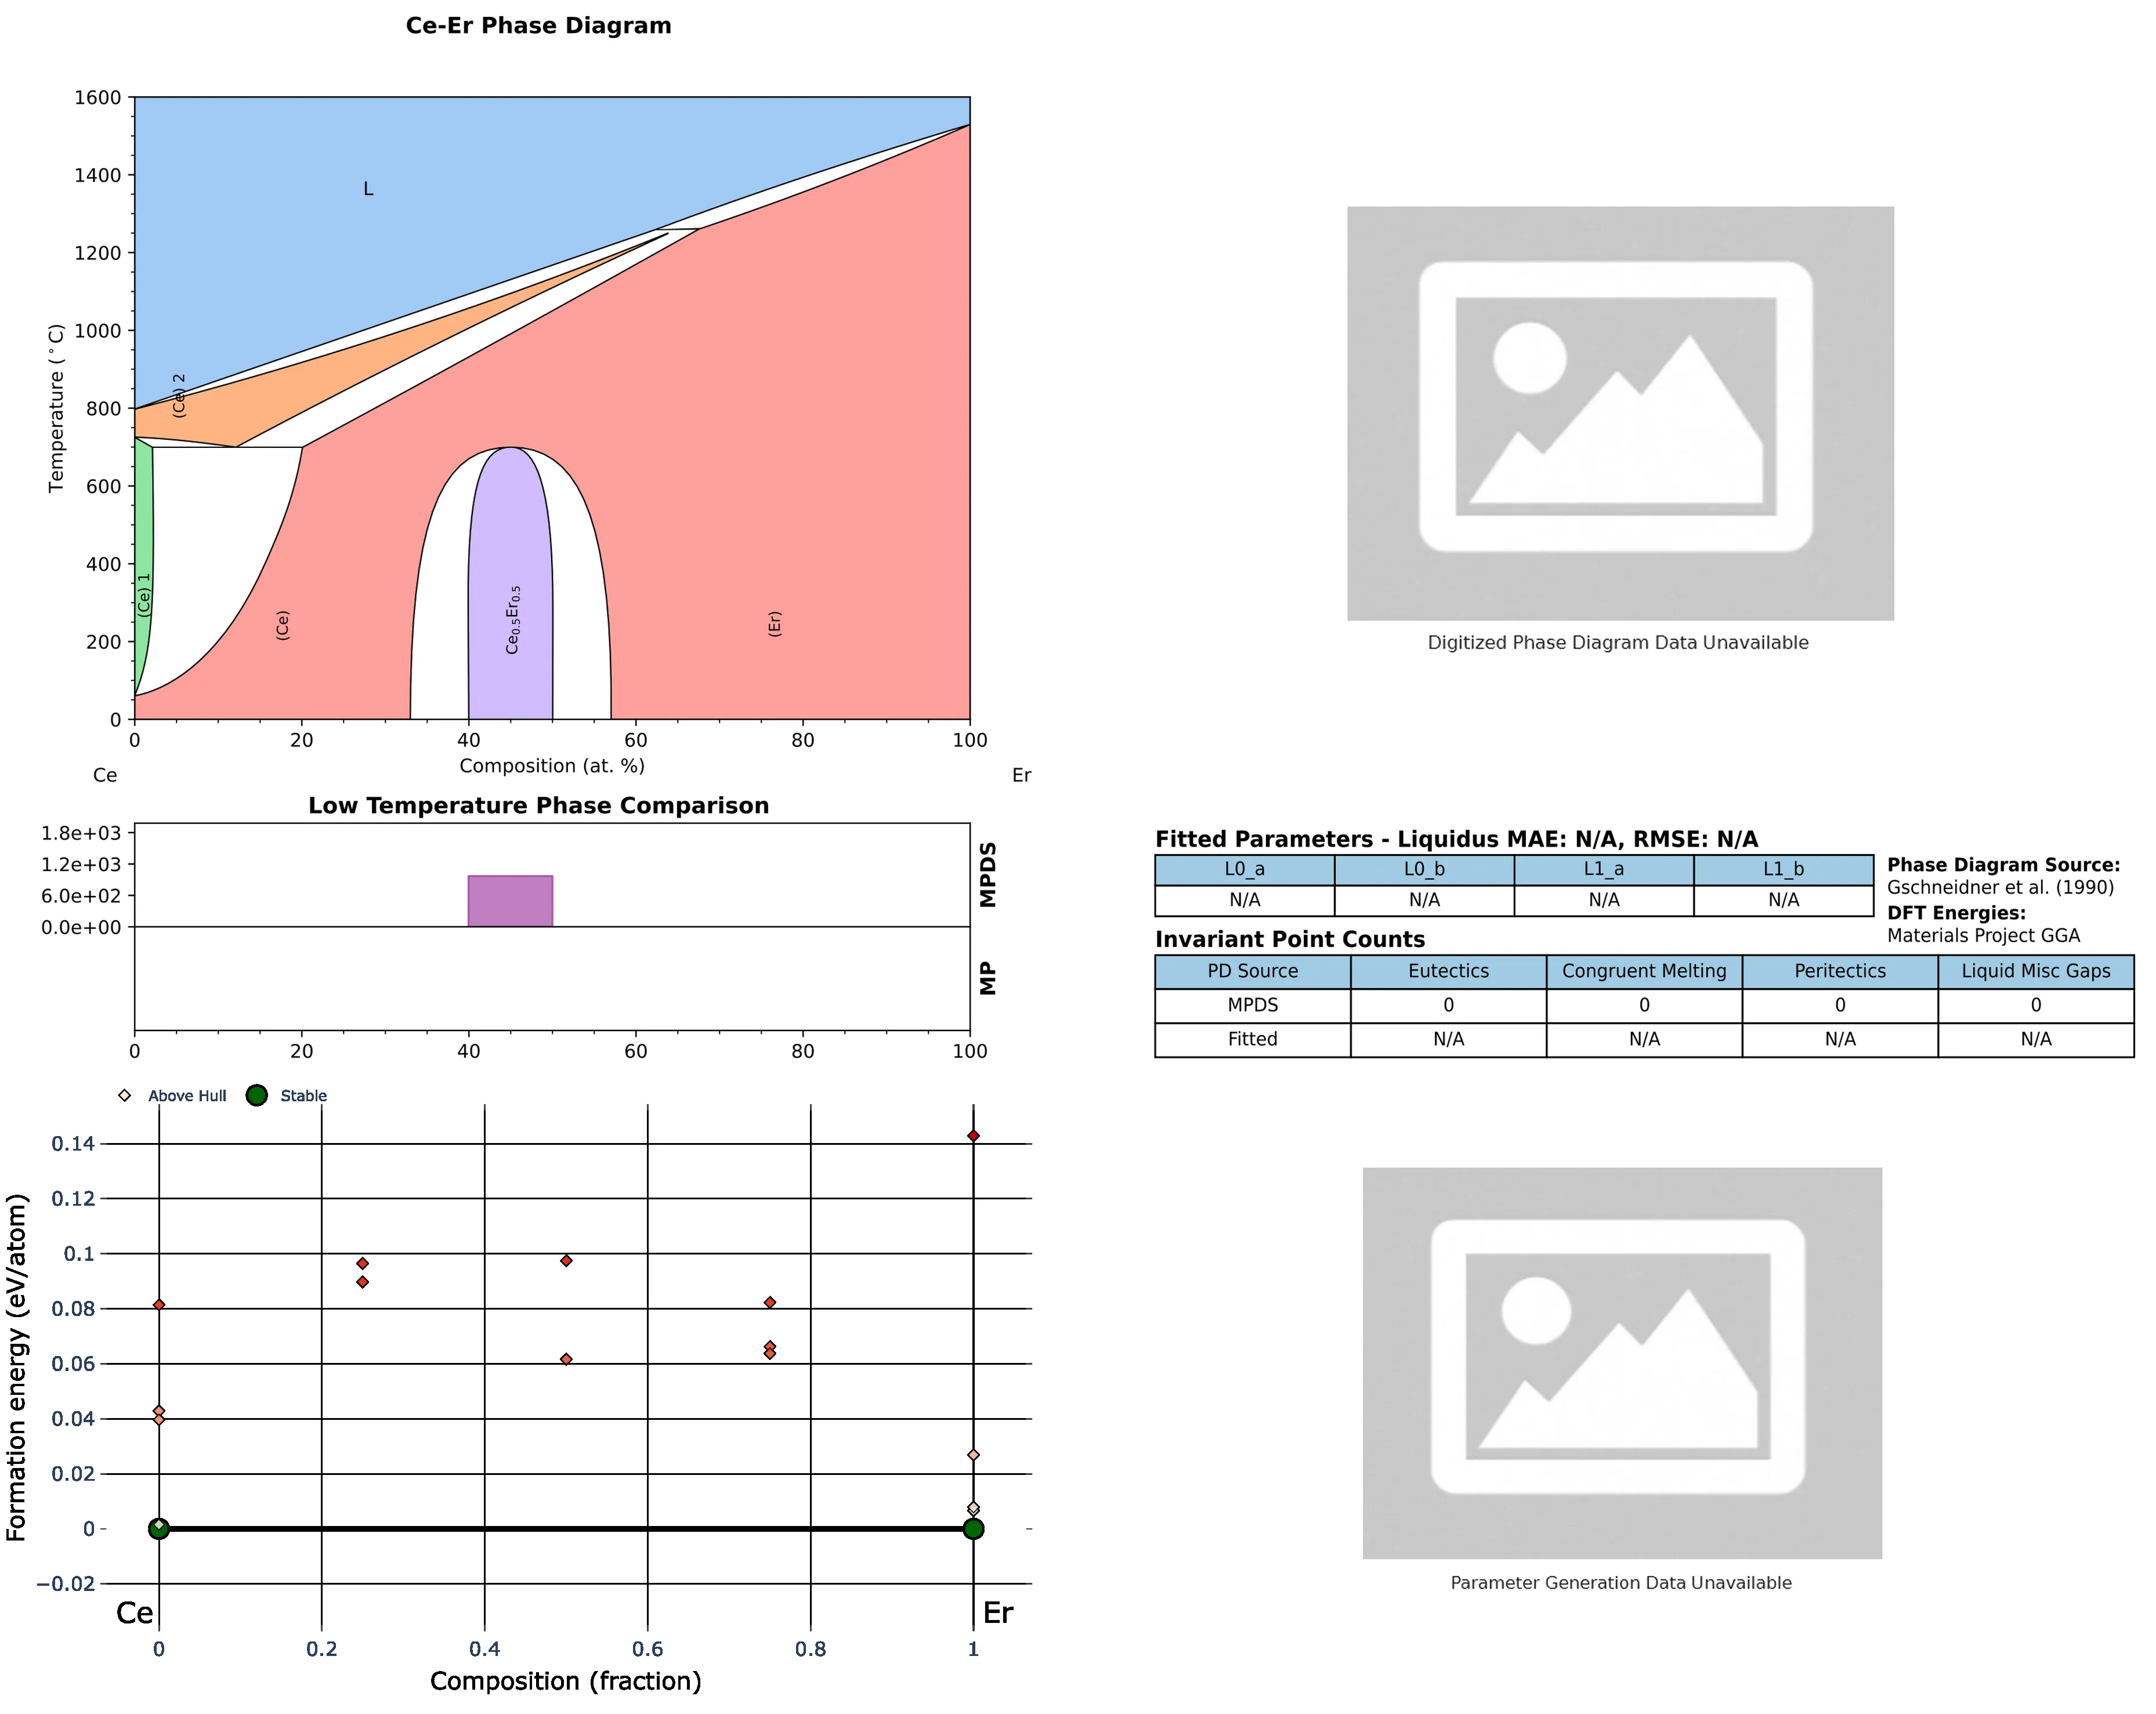 Ce-Er Phase Diagram
1600
1400
1200
1000
800
600
400
200
0
Temperature (°C)
L
(Ce) 2
(Ce) 1
(Ce)
Ce0.5Er0.5
(Er)
0 20 40 60 80 100
Composition (at. %)
Ce Er
Digitized Phase Diagram Data Unavailable
Low Temperature Phase Comparison
1.8e+03
1.2e+03
6.0e+02
0.0e+00
MPDS
MP
0 20 40 60 80 100
Fitted Parameters - Liquidus MAE: N/A, RMSE: N/A
L0_a L0_b L1_a L1_b
N/A N/A N/A N/A
Phase Diagram Source:
Gschneidner et al. (1990)
DFT Energies:
Materials Project GGA
Invariant Point Counts
PD Source Eutectics Congruent Melting Peritectics Liquid Misc Gaps
MPDS 0 0 0 0
Fitted N/A N/A N/A N/A
Above Hull Stable
0.14
0.12
0.1
0.08
0.06
0.04
0.02
0
−0.02
Formation energy (eV/atom)
Ce Er
0 0.2 0.4 0.6 0.8 1
Composition (fraction)
Parameter Generation Data Unavailable